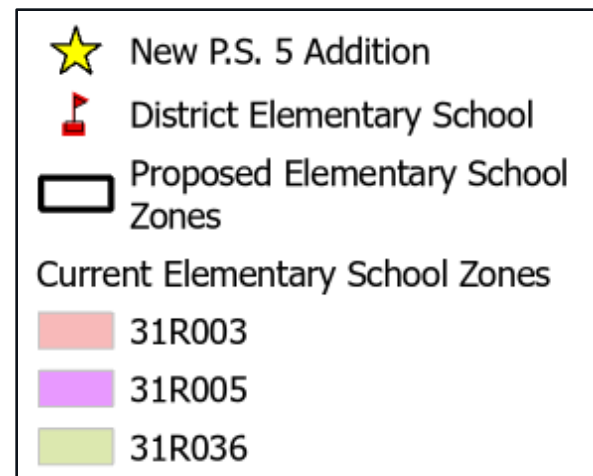 New P.S. 5 Addition
District Elementary School
Proposed Elementary School
Zones
Current Elementary School Zones
31R003
31R005
31R036